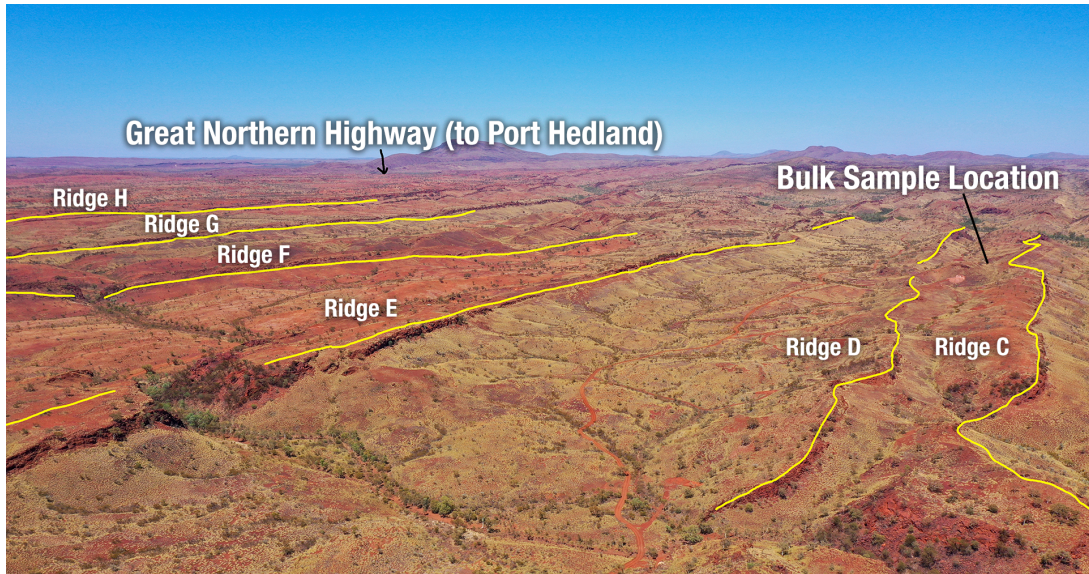 Great Northern Highway (to Port Hedland)
Bulk Sample Location
Ridge H
Ridge G
Ridge F
Ridge E
Ridge D
Ridge C